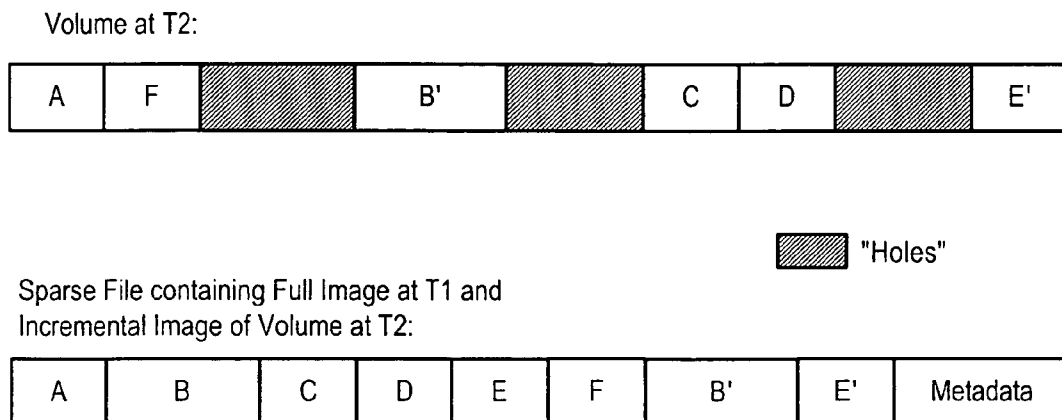 Volume at T2:
A F B' C D E'
"Holes"
Sparse File containing Full Image at T1 and
Incremental Image of Volume at T2:
A B C D E F B' E' Metadata